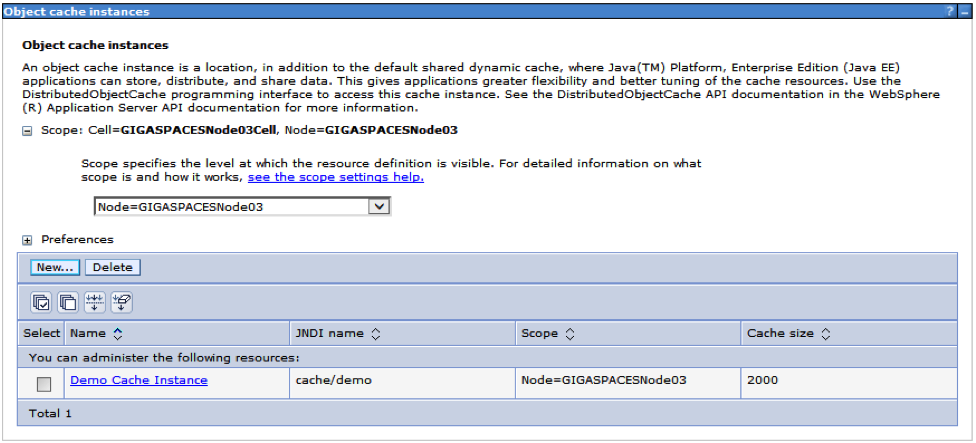 Object cache instances ? _
Object cache instances
An object cache instance is a location, in addition to the default shared dynamic cache, where Java(TM) Platform, Enterprise Edition (Java EE)
applications can store, distribute, and share data. This gives applications greater flexibility and better tuning of the cache resources. Use the
DistributedObjectCache programming interface to access this cache instance. See the DistributedObjectCache API documentation in the WebSphere
(R) Application Server API documentation for more information.
Scope: Cell=GIGASPACESNode03Cell, Node=GIGASPACESNode03
Scope specifies the level at which the resource definition is visible. For detailed information on what
scope is and how it works, see the scope settings help.
Node=GIGASPACESNode03
Preferences
New... Delete
Select Name JNDI name Scope Cache size
You can administer the following resources:
Demo Cache Instance cache/demo Node=GIGASPACESNode03 2000
Total 1